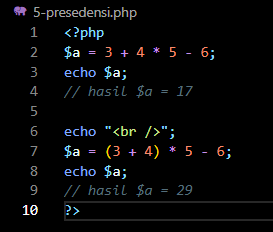 5-presedensi.php
1 <?php
2 $a = 3 + 4 * 5 - 6;
3 echo $a;
4 // hasil $a = 17
5
6 echo "<br />";
7 $a = (3 + 4) * 5 - 6;
8 echo $a;
9 // hasil $a = 29
10 ?>